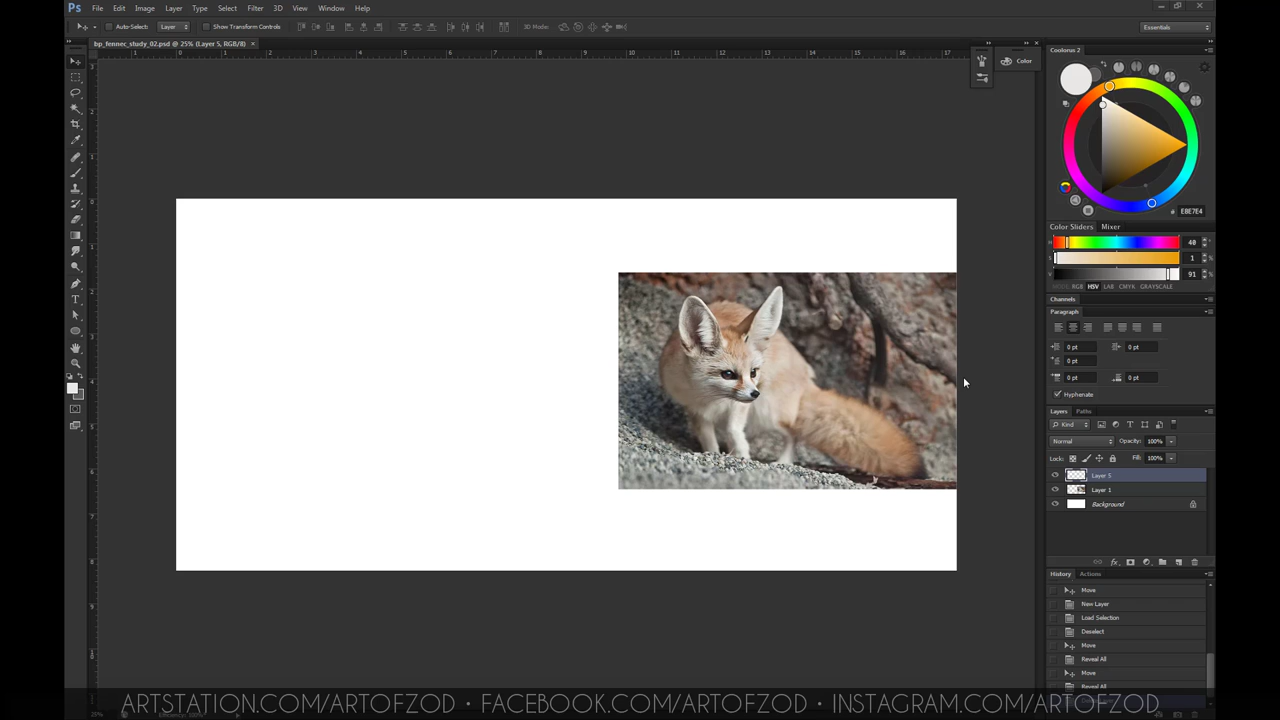 Ps File Edit Image Layer Type Select Filter 3D View Window Help
Auto-Select: Layer Show Transform Controls 3D Mode: Essentials
bp_fennec_study_02.psd @ 25% (Layer 5, RGB/8) ×
Color
Coolorus 2
# E8E7E4
Color Sliders Mixer
H 40 °
S 1 %
V 91 %
RGB HSV LAB CMYK GRAYSCALE
Channels
Paragraph
0 pt 0 pt
0 pt
0 pt 0 pt
Hyphenate
Layers Paths
Kind
Normal Opacity: 100%
Lock: Fill: 100%
Layer 5
Layer 1
Background
History Actions
Move
New Layer
Load Selection
Deselect
Move
Reveal All
Move
Reveal All
ARTSTATION.COM/ARTOFZOD • FACEBOOK.COM/ARTOFZOD • INSTAGRAM.COM/ARTOFZOD